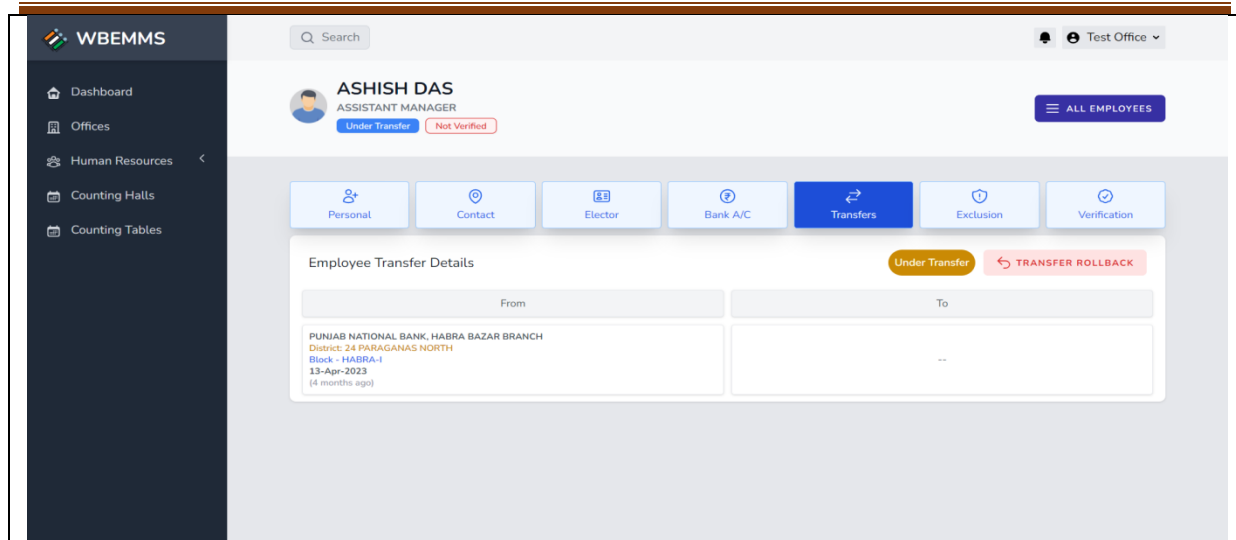 WBEMMS
Search
Test Office
Dashboard
Offices
Human Resources
Counting Halls
Counting Tables
ASHISH DAS
ASSISTANT MANAGER
Under Transfer
Not Verified
ALL EMPLOYEES
Personal
Contact
Elector
Bank A/C
Transfers
Exclusion
Verification
Employee Transfer Details
Under Transfer
TRANSFER ROLLBACK
From
To
PUNJAB NATIONAL BANK, HABRA BAZAR BRANCH
District: 24 PARAGANAS NORTH
Block - HABRA-I
13-Apr-2023
(4 months ago)
--